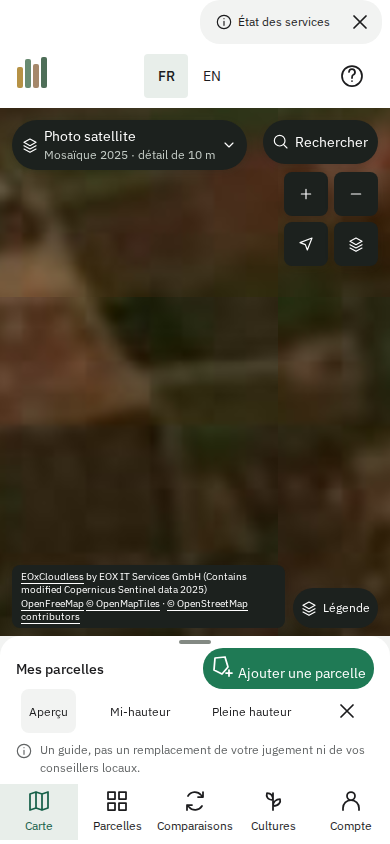 État des services
FR
EN
Photo satellite
Mosaïque 2025 · détail de 10 m
Rechercher
EOxCloudless by EOX IT Services GmbH (Contains
modified Copernicus Sentinel data 2025)
OpenFreeMap © OpenMapTiles · © OpenStreetMap
contributors
Légende
Mes parcelles
Ajouter une parcelle
Aperçu
Mi-hauteur
Pleine hauteur
Un guide, pas un remplacement de votre jugement ni de vos
conseillers locaux.
Carte
Parcelles
Comparaisons
Cultures
Compte